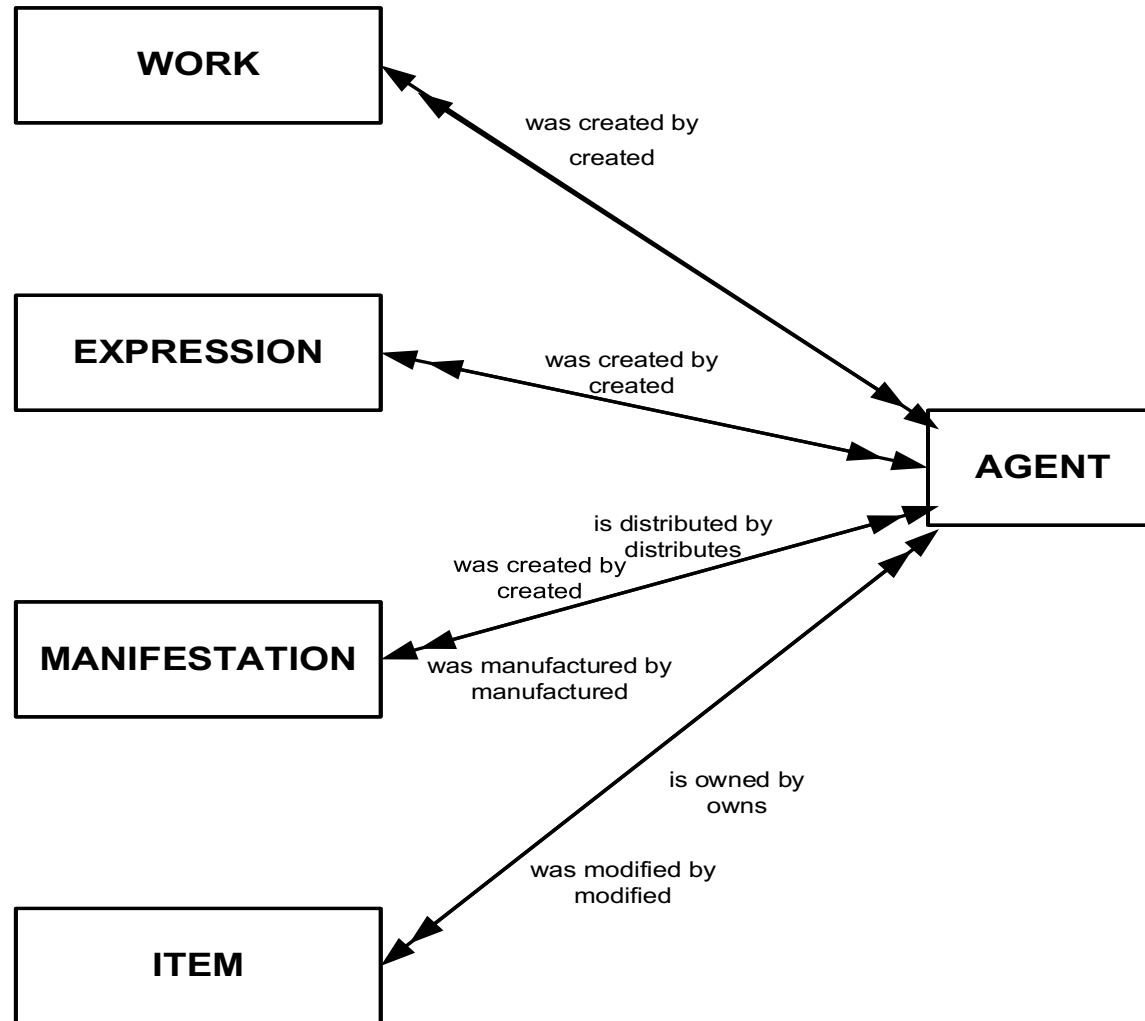 WORK
was created by
created
EXPRESSION
was created by
created
AGENT
is distributed by
distributes
was created by
created
MANIFESTATION
was manufactured by
manufactured
is owned by
owns
was modified by
modified
ITEM